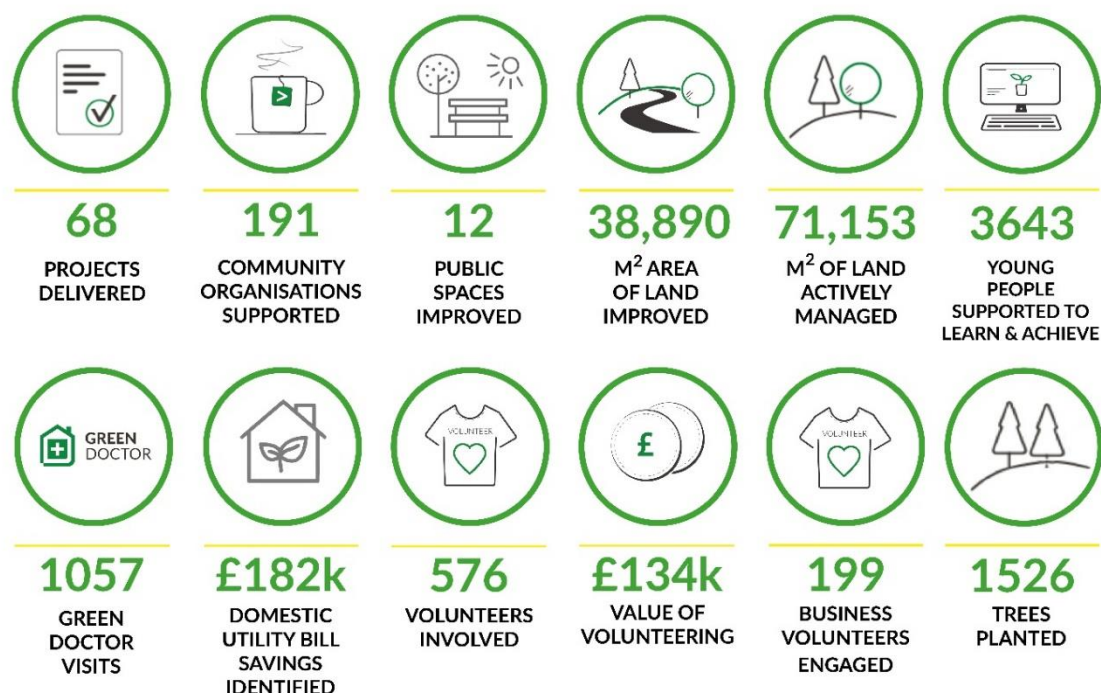 68
PROJECTS
DELIVERED
191
COMMUNITY
ORGANISATIONS
SUPPORTED
12
PUBLIC
SPACES
IMPROVED
38,890
M² AREA
OF LAND
IMPROVED
71,153
M² OF LAND
ACTIVELY
MANAGED
3643
YOUNG
PEOPLE
SUPPORTED TO
LEARN & ACHIEVE
GREEN
DOCTOR
1057
GREEN
DOCTOR
VISITS
£182k
DOMESTIC
UTILITY BILL
SAVINGS
IDENTIFIED
VOLUNTEER
576
VOLUNTEERS
INVOLVED
£
£134k
VALUE OF
VOLUNTEERING
VOLUNTEER
199
BUSINESS
VOLUNTEERS
ENGAGED
1526
TREES
PLANTED